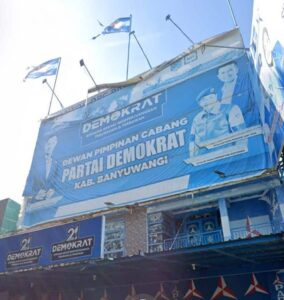 DEMOKRAT
DEWAN PIMPINAN CABANG
PARTAI DEMOKRAT
KAB. BANYUWANGI
21 DEMOKRAT
21 DEMOKRAT